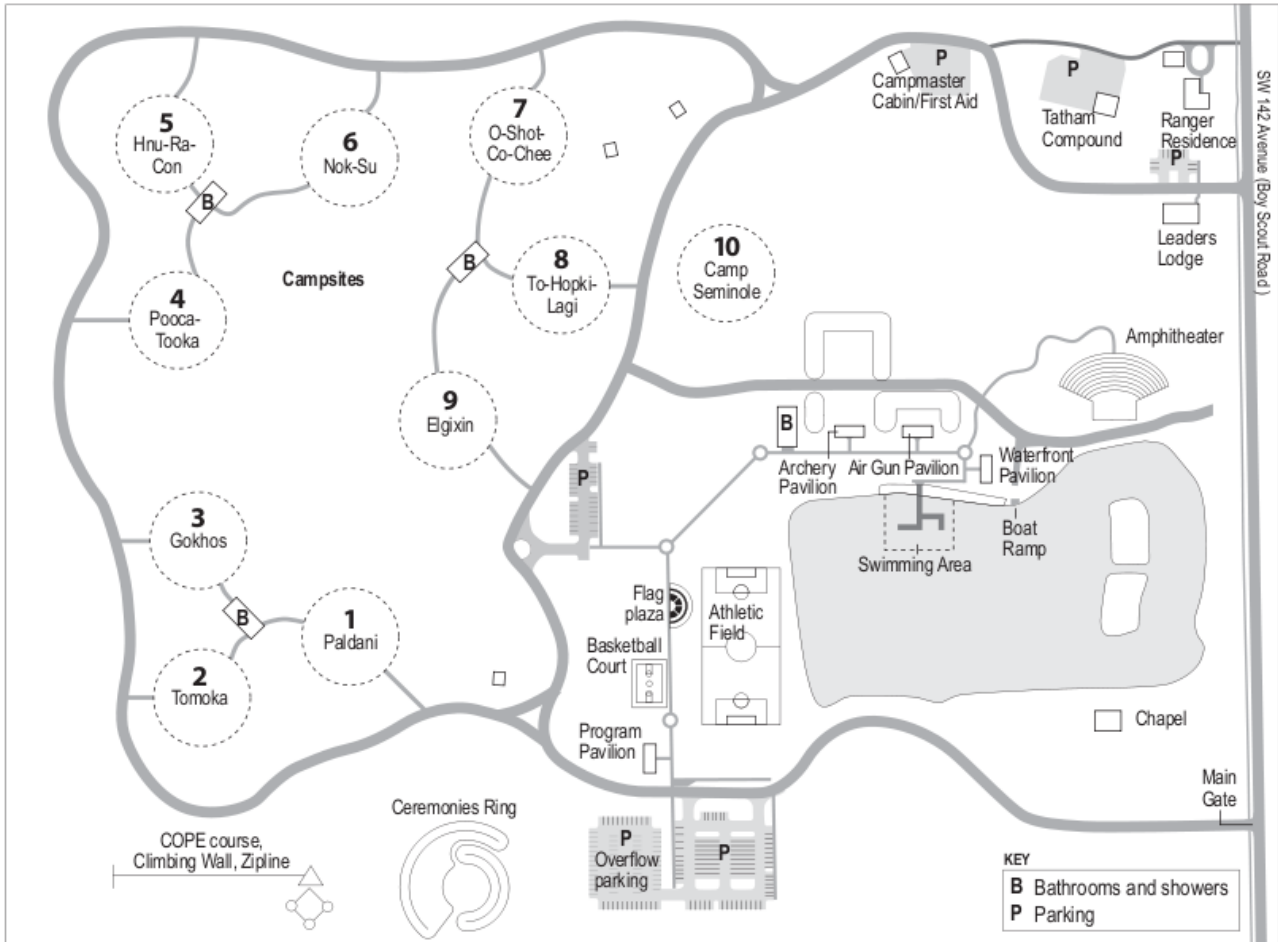 P
Campmaster
Cabin/First Aid
P
Tatham
Compound
Ranger
Residence
P
Leaders
Lodge
SW 142 Avenue (Boy Scout Road)
5
Hnu-Ra-
Con
6
Nok-Su
7
O-Shot-
Co-Chee
B
4
Pooca-
Tooka
Campsites
B
8
To-Hopki-
Lagi
10
Camp
Seminole
9
Elgixin
Amphitheater
B
Archery
Pavilion
Air Gun Pavilion
Waterfront
Pavilion
Boat
Ramp
Swimming Area
P
3
Gokhos
B
2
Tomoka
1
Paldani
Flag
plaza
Athletic
Field
Basketball
Court
Program
Pavilion
Chapel
Main
Gate
Ceremonies Ring
COPE course,
Climbing Wall, Zipline
P
Overflow
parking
P
KEY
B Bathrooms and showers
P Parking